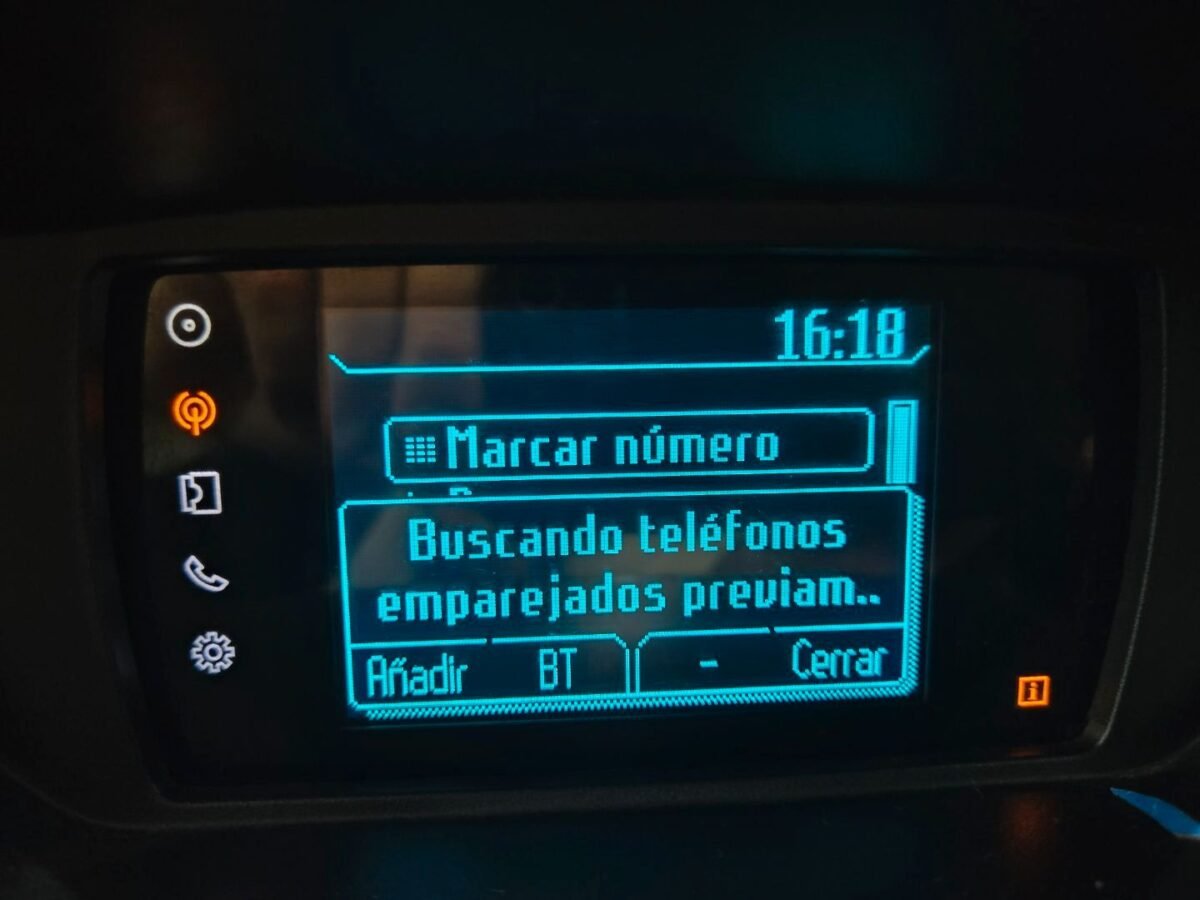 16:18
Marcar número
Buscando teléfonos
emparejados previam..
Añadir BT - Cerrar
i